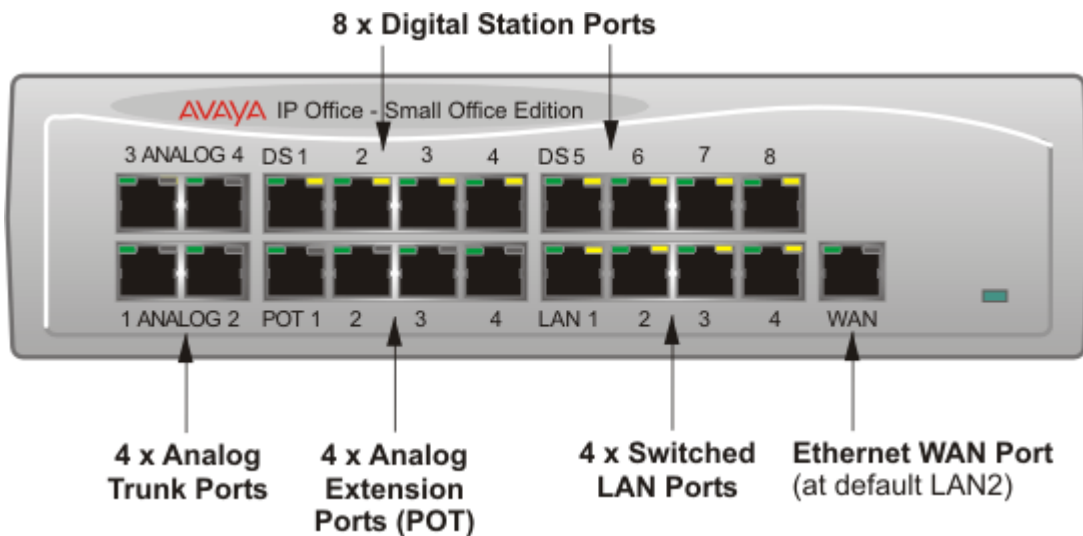 8 x Digital Station Ports
AVAYA IP Office - Small Office Edition
3 ANALOG 4 DS 1 2 3 4 DS 5 6 7 8
1 ANALOG 2 POT 1 2 3 4 LAN 1 2 3 4 WAN
4 x Analog
Trunk Ports
4 x Analog
Extension
Ports (POT)
4 x Switched
LAN Ports
Ethernet WAN Port
(at default LAN2)